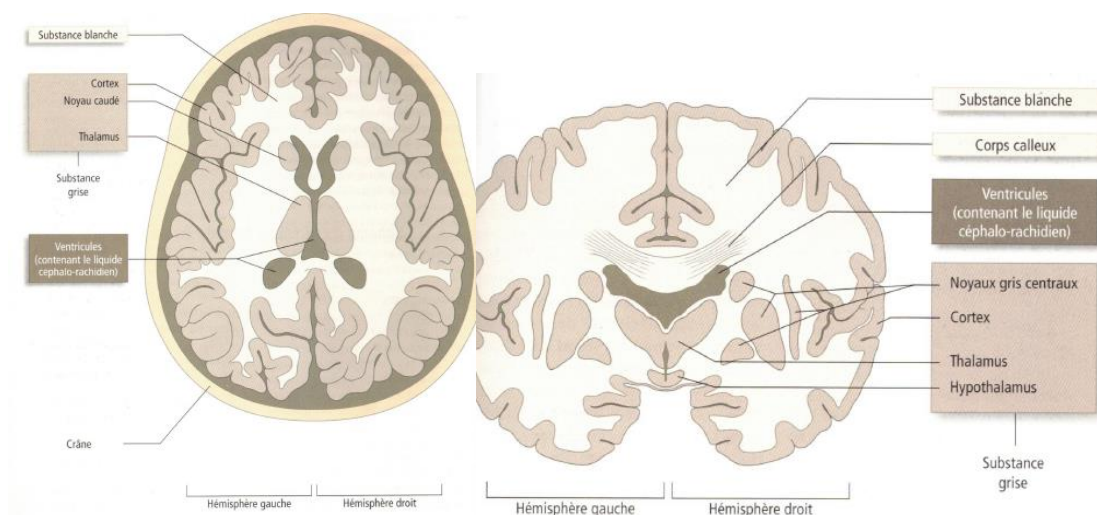 Substance blanche
Cortex
Noyau caudé
Thalamus
Substance
grise
Ventricules
(contenant le liquide
céphalo-rachidien)
Crâne
Hémisphère gauche
Hémisphère droit
Substance blanche
Corps calleux
Ventricules
(contenant le liquide
céphalo-rachidien)
Noyaux gris centraux
Cortex
Thalamus
Hypothalamus
Substance
grise
Hémisphère gauche
Hémisphère droit